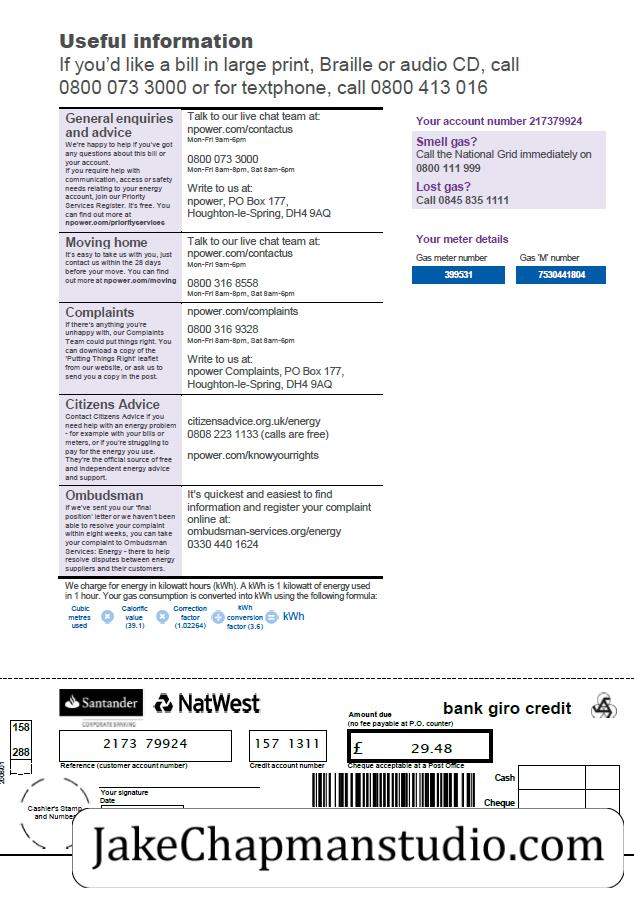 Useful information
If you'd like a bill in large print, Braille or audio CD, call
0800 073 3000 or for textphone, call 0800 413 016
General enquiries
and advice
We're happy to help if you've got
any questions about this bill or
your account.
If you require help with
communication, access or safety
needs relating to your energy
account, join our Priority
Services Register. It's free. You
can find out more at
npower.com/priorityservices
Talk to our live chat team at:
npower.com/contactus
Mon-Fri 9am-6pm
0800 073 3000
Mon-Fri 8am-8pm, Sat 8am-6pm
Write to us at:
npower, PO Box 177,
Houghton-le-Spring, DH4 9AQ
Moving home
It's easy to take us with you, just
contact us within the 28 days
before your move. You can find
out more at npower.com/moving
Talk to our live chat team at:
npower.com/contactus
Mon-Fri 9am-6pm
0800 316 8558
Mon-Fri 8am-8pm, Sat 8am-6pm
Complaints
If there's anything you're
unhappy with, our Complaints
Team could put things right. You
can download a copy of the
'Putting Things Right' leaflet
from our website, or ask us to
send you a copy in the post.
npower.com/complaints
0800 316 9328
Mon-Fri 8am-8pm, Sat 8am-6pm
Write to us at:
npower Complaints, PO Box 177,
Houghton-le-Spring, DH4 9AQ
Citizens Advice
Contact Citizens Advice if you
need help with an energy problem
- for example with your bills or
meters, or if you're struggling to
pay for the energy you use.
They're the official source of free
and independent energy advice
and support.
citizensadvice.org.uk/energy
0808 223 1133 (calls are free)
npower.com/knowyourrights
Ombudsman
If we've sent you our 'final
position' letter or we haven't been
able to resolve your complaint
within eight weeks, you can take
your complaint to Ombudsman
Services: Energy - there to help
resolve disputes between energy
suppliers and their customers.
It's quickest and easiest to find
information and register your complaint
online at:
ombudsman-services.org/energy
0330 440 1624
We charge for energy in kilowatt hours (kWh). A kWh is 1 kilowatt of energy used
in 1 hour. Your gas consumption is converted into kWh using the following formula:
Cubic
metres
used
×
Calorific
value
(39.1)
×
Correction
factor
(1.02264)
÷
kWh
conversion
factor (3.6)
=
kWh
Your account number 217379924
Smell gas?
Call the National Grid immediately on
0800 111 999
Lost gas?
Call 0845 835 1111
Your meter details
Gas meter number
399531
Gas 'M' number
7530441804
Santander
CORPORATE BANKING
NatWest
bank giro credit
Amount due
(no fee payable at P.O. counter)
158
288
2173 79924
157 1311
£ 29.48
Reference (customer account number)
Credit account number
Cheque acceptable at a Post Office
Cash
Cheque
Cashier's Stamp
and Number
Your signature
Date
JakeChapmanstudio.com